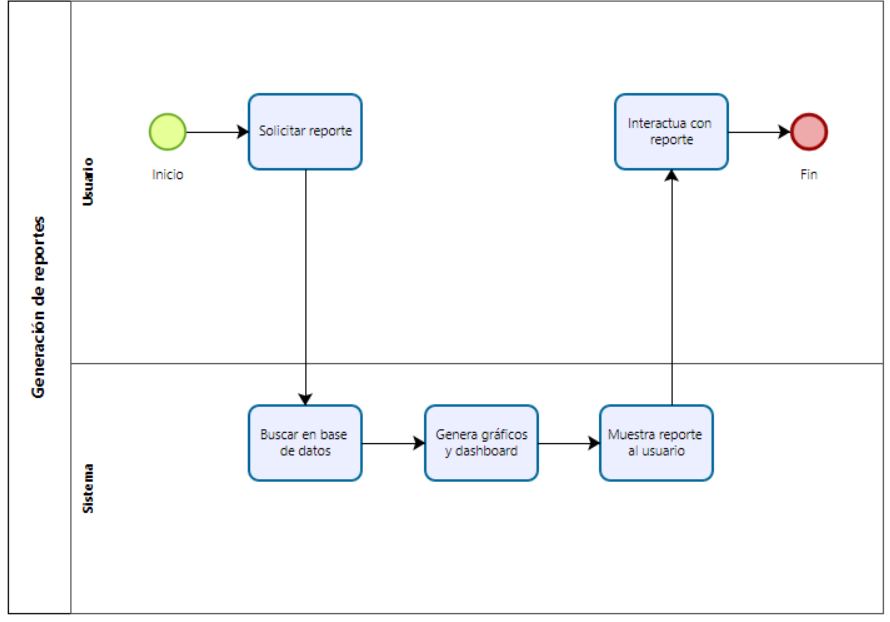 Generación de reportes
Usuario
Inicio
Solicitar reporte
Interactua con
reporte
Fin
Sistema
Buscar en base
de datos
Genera gráficos
y dashboard
Muestra reporte
al usuario